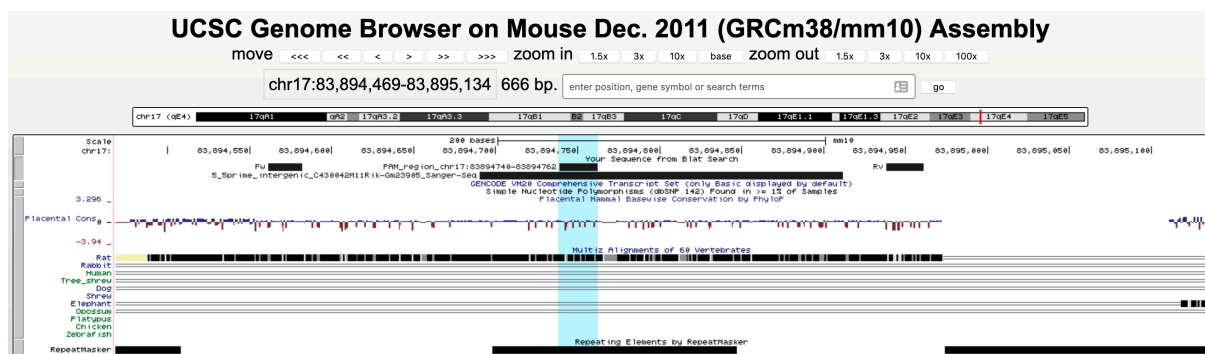 UCSC Genome Browser on Mouse Dec. 2011 (GRCm38/mm10) Assembly
move <<< << < > >> >>> zoom in 1.5x 3x 10x base zoom out 1.5x 3x 10x 100x
chr17:83,894,469-83,895,134 666 bp. enter position, gene symbol or search terms go
chr17 (qE4) 17qA1 qA2 17qA3.2 17qA3.3 17qB1 B2 17qB3 17qC 17qD 17qE1.1 17qE1.3 17qE2 17qE3 17qE4 17qE5
Scale 200 bases mm10
chr17: 83,894,550 83,894,600 83,894,650 83,894,700 83,894,750 83,894,800 83,894,850 83,894,900 83,894,950 83,895,000 83,895,050 83,895,100
Your Sequence from Blat Search
Fw PAM_region_chr17:83894740-83894762 Rv
5_5prime_intergenic_C430042M11Rik-Gm23905_Sanger-Seq
GENCODE VM20 Comprehensive Transcript Set (only Basic displayed by default)
Simple Nucleotide Polymorphisms (dbSNP 142) Found in >= 1% of Samples
Placental Mammal Basewise Conservation by PhyloP
3.296 _
Placental Cons
0 -
-3.94 _
Multiz Alignments of 60 Vertebrates
Rat
Rabbit
Human
Tree_shrew
Dog
Shrew
Elephant
Opossum
Platypus
Chicken
Zebrafish
Repeating Elements by RepeatMasker
RepeatMasker